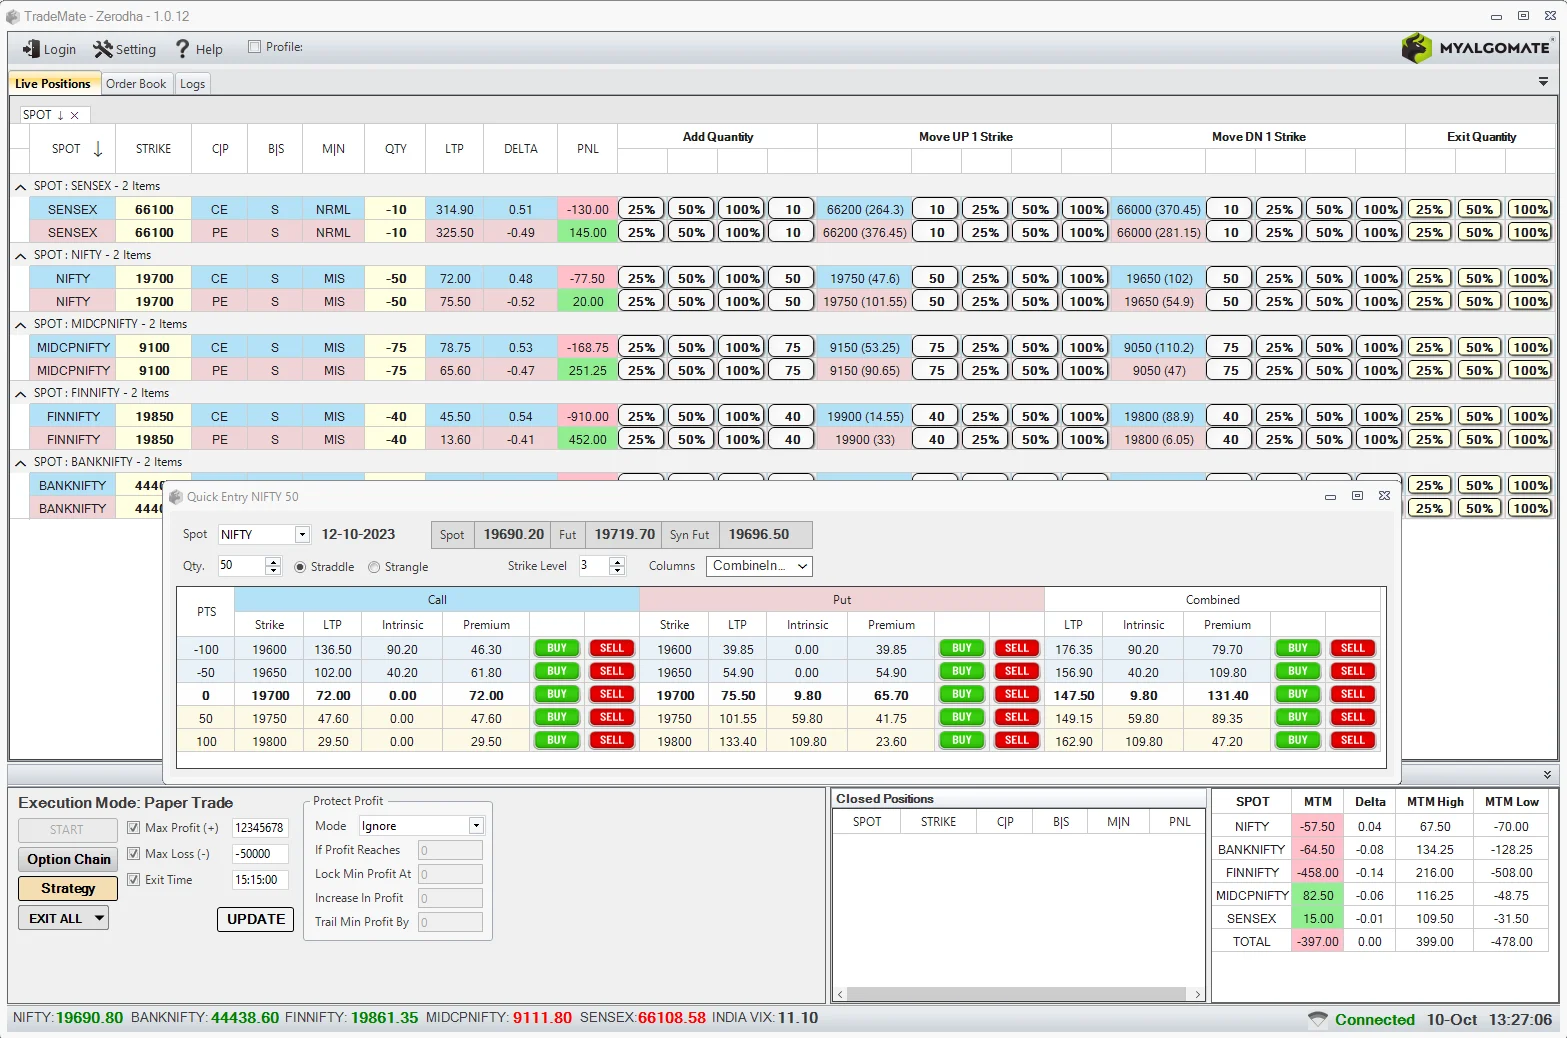 TradeMate - Zerodha - 1.0.12
Login Setting Help Profile:
MYALGOMATE
Live Positions Order Book Logs
SPOT ↓ ×
SPOT ↓ STRIKE C|P B|S M|N QTY LTP DELTA PNL Add Quantity Move UP 1 Strike Move DN 1 Strike Exit Quantity
SPOT : SENSEX - 2 Items
SENSEX 66100 CE S NRML -10 314.90 0.51 -130.00 25% 50% 100% 10 66200 (264.3) 10 25% 50% 100% 66000 (370.45) 10 25% 50% 100% 25% 50% 100%
SENSEX 66100 PE S NRML -10 325.50 -0.49 145.00 25% 50% 100% 10 66200 (376.45) 10 25% 50% 100% 66000 (281.15) 10 25% 50% 100% 25% 50% 100%
SPOT : NIFTY - 2 Items
NIFTY 19700 CE S MIS -50 72.00 0.48 -77.50 25% 50% 100% 50 19750 (47.6) 50 25% 50% 100% 19650 (102) 50 25% 50% 100% 25% 50% 100%
NIFTY 19700 PE S MIS -50 75.50 -0.52 20.00 25% 50% 100% 50 19750 (101.55) 50 25% 50% 100% 19650 (54.9) 50 25% 50% 100% 25% 50% 100%
SPOT : MIDCPNIFTY - 2 Items
MIDCPNIFTY 9100 CE S MIS -75 78.75 0.53 -168.75 25% 50% 100% 75 9150 (53.25) 75 25% 50% 100% 9050 (110.2) 75 25% 50% 100% 25% 50% 100%
MIDCPNIFTY 9100 PE S MIS -75 65.60 -0.47 251.25 25% 50% 100% 75 9150 (90.65) 75 25% 50% 100% 9050 (47) 75 25% 50% 100% 25% 50% 100%
SPOT : FINNIFTY - 2 Items
FINNIFTY 19850 CE S MIS -40 45.50 0.54 -910.00 25% 50% 100% 40 19900 (14.55) 40 25% 50% 100% 19800 (88.9) 40 25% 50% 100% 25% 50% 100%
FINNIFTY 19850 PE S MIS -40 13.60 -0.41 452.00 25% 50% 100% 40 19900 (33) 40 25% 50% 100% 19800 (6.05) 40 25% 50% 100% 25% 50% 100%
SPOT : BANKNIFTY - 2 Items
BANKNIFTY 25% 50% 100%
BANKNIFTY 25% 50% 100%
Quick Entry NIFTY 50
Spot NIFTY 12-10-2023 Spot 19690.20 Fut 19719.70 Syn Fut 19696.50
Qty. 50 Straddle Strangle Strike Level 3 Columns CombineIn...
PTS Call Put Combined
Strike LTP Intrinsic Premium Strike LTP Intrinsic Premium LTP Intrinsic Premium
-100 19600 136.50 90.20 46.30 BUY SELL 19600 39.85 0.00 39.85 BUY SELL 176.35 90.20 79.70 BUY SELL
-50 19650 102.00 40.20 61.80 BUY SELL 19650 54.90 0.00 54.90 BUY SELL 156.90 40.20 109.80 BUY SELL
0 19700 72.00 0.00 72.00 BUY SELL 19700 75.50 9.80 65.70 BUY SELL 147.50 9.80 131.40 BUY SELL
50 19750 47.60 0.00 47.60 BUY SELL 19750 101.55 59.80 41.75 BUY SELL 149.15 59.80 89.35 BUY SELL
100 19800 29.50 0.00 29.50 BUY SELL 19800 133.40 109.80 23.60 BUY SELL 162.90 109.80 47.20 BUY SELL
Execution Mode: Paper Trade
START Max Profit (+) 12345678
Option Chain Max Loss (-) -50000
Strategy Exit Time 15:15:00
EXIT ALL UPDATE
Protect Profit
Mode Ignore
If Profit Reaches 0
Lock Min Profit At 0
Increase In Profit 0
Trail Min Profit By 0
Closed Positions
SPOT STRIKE C|P B|S M|N PNL
SPOT MTM Delta MTM High MTM Low
NIFTY -57.50 0.04 67.50 -70.00
BANKNIFTY -64.50 -0.08 134.25 -128.25
FINNIFTY -458.00 -0.14 216.00 -508.00
MIDCPNIFTY 82.50 -0.06 116.25 -48.75
SENSEX 15.00 -0.01 109.50 -31.50
TOTAL -397.00 0.00 399.00 -478.00
NIFTY: 19690.80 BANKNIFTY: 44438.60 FINNIFTY: 19861.35 MIDCPNIFTY: 9111.80 SENSEX: 66108.58 INDIA VIX: 11.10 Connected 10-Oct 13:27:06